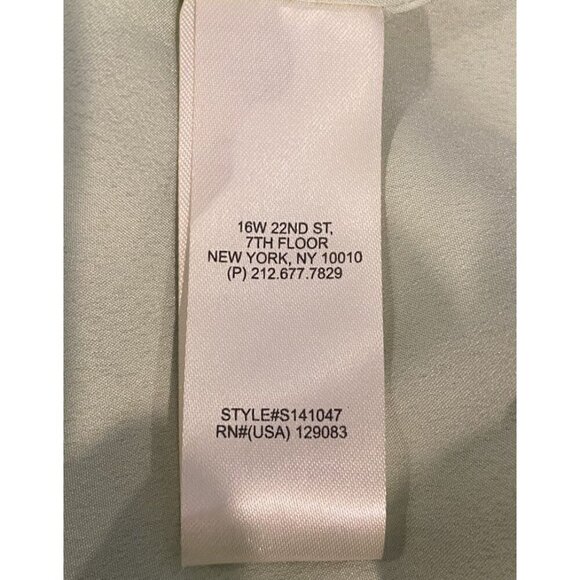 16W 22ND ST,
7TH FLOOR
NEW YORK, NY 10010
(P) 212.677.7829
STYLE#S141047
RN#(USA) 129083